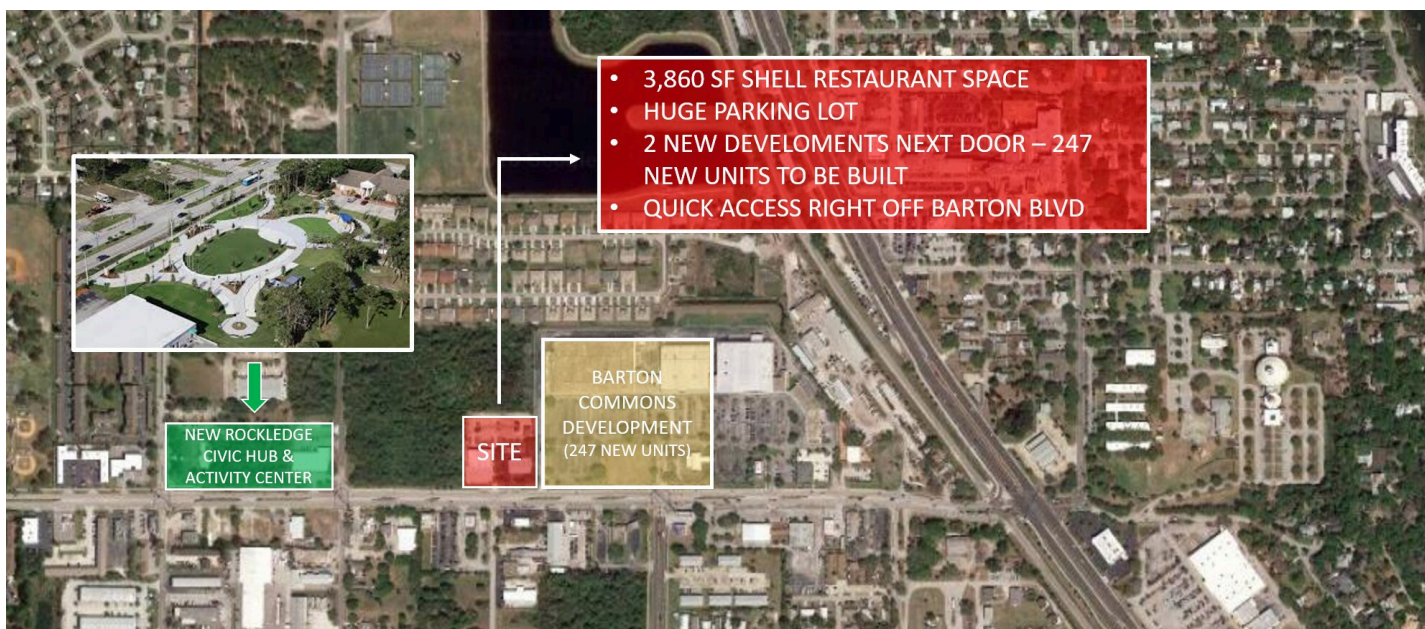 • 3,860 SF SHELL RESTAURANT SPACE
• HUGE PARKING LOT
• 2 NEW DEVELOMENTS NEXT DOOR – 247
NEW UNITS TO BE BUILT
• QUICK ACCESS RIGHT OFF BARTON BLVD
NEW ROCKLEDGE
CIVIC HUB &
ACTIVITY CENTER
SITE
BARTON
COMMONS
DEVELOPMENT
(247 NEW UNITS)